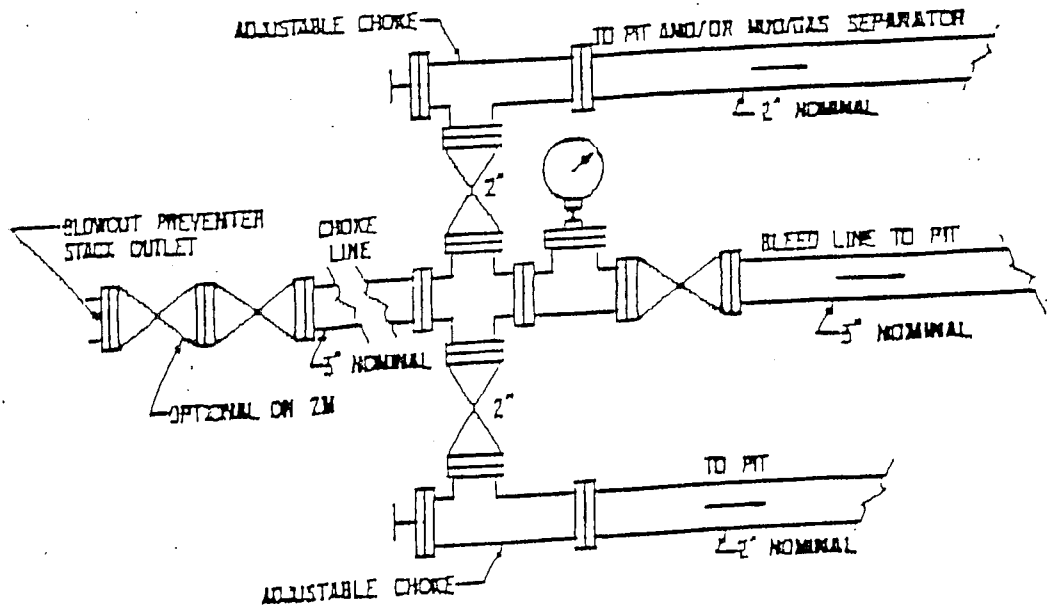 ADJUSTABLE CHOKE
TO PIT AND/OR MUD/GAS SEPARATOR
2" NOMINAL
2"
BLOWOUT PREVENTER
STACK OUTLET
CHOKE
LINE
BLEED LINE TO PIT
3" NOMINAL
3" NOMINAL
OPTIONAL ON 2M
2"
TO PIT
2" NOMINAL
ADJUSTABLE CHOKE